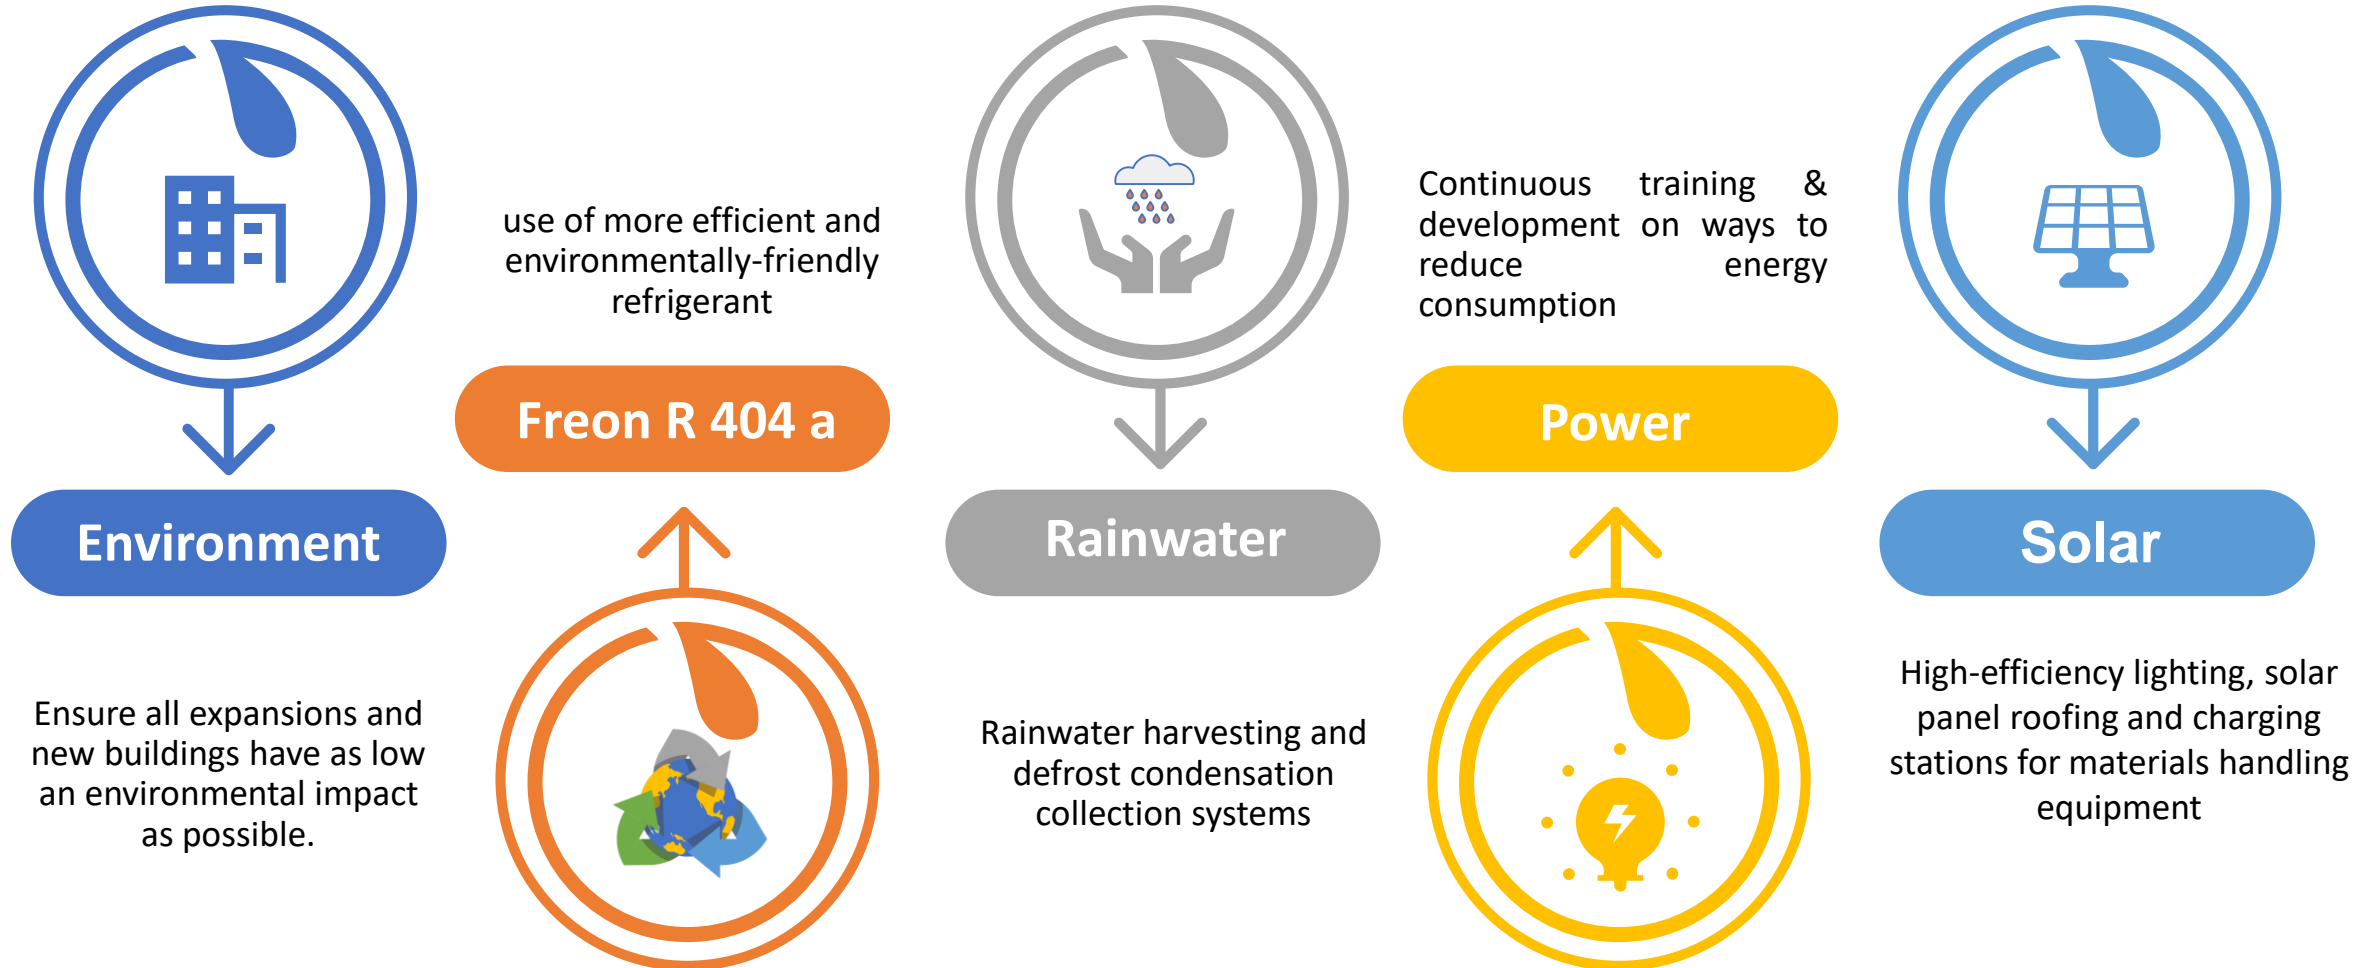 Environment
Ensure all expansions and
new buildings have as low
an environmental impact
as possible.
use of more efficient and
environmentally-friendly
refrigerant
Freon R 404 a
Rainwater
Rainwater harvesting and
defrost condensation
collection systems
Continuous training &
development on ways to
reduce energy
consumption
Power
Solar
High-efficiency lighting, solar
panel roofing and charging
stations for materials handling
equipment